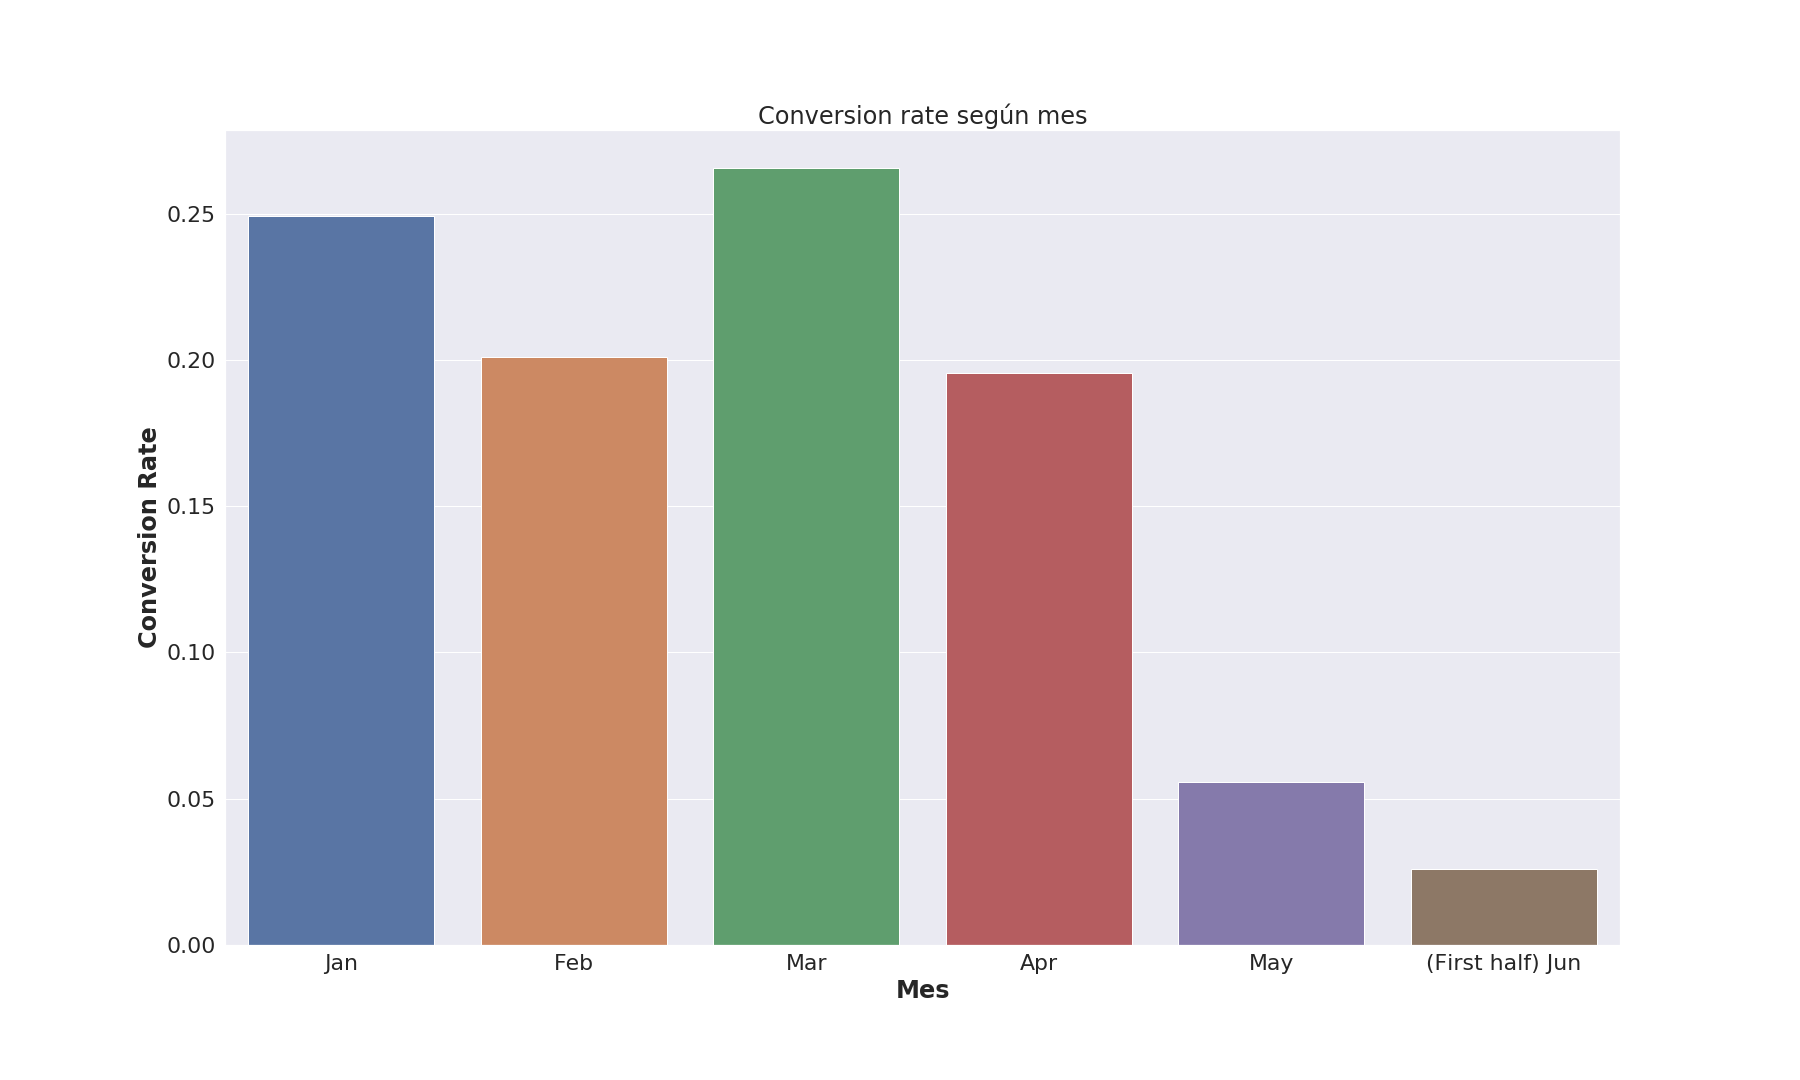 Conversion rate según mes
0.25
0.20
0.15
0.10
0.05
0.00
Conversion Rate
Jan Feb Mar Apr May (First half) Jun
Mes